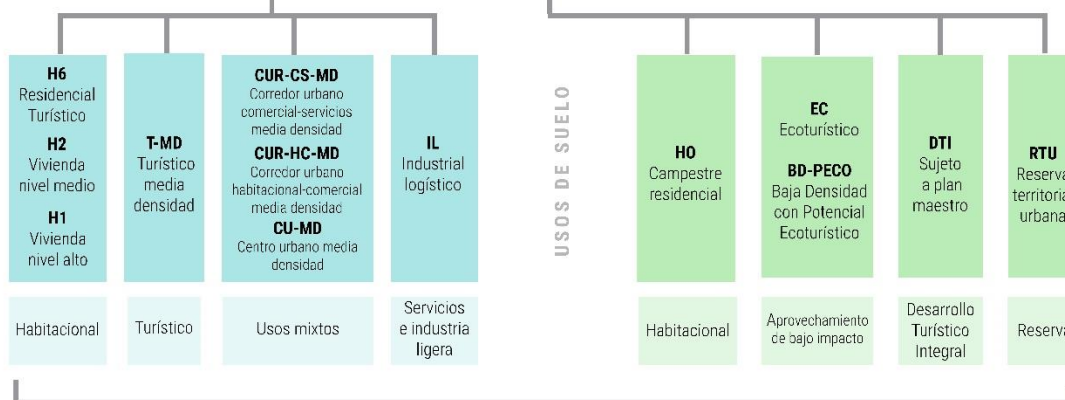 H6
Residencial
Turístico
H2
Vivienda
nivel medio
H1
Vivienda
nivel alto
T-MD
Turístico
media
densidad
CUR-CS-MD
Corredor urbano
comercial-servicios
media densidad
CUR-HC-MD
Corredor urbano
habitacional-comercial
media densidad
CU-MD
Centro urbano media
densidad
IL
Industrial
logístico
USOS DE SUELO
HO
Campestre
residencial
EC
Ecoturístico
BD-PECO
Baja Densidad
con Potencial
Ecoturístico
DTI
Sujeto
a plan
maestro
RTU
Reserva
territoria
urbana
Habitacional
Turístico
Usos mixtos
Servicios
e industria
ligera
Habitacional
Aprovechamiento
de bajo impacto
Desarrollo
Turístico
Integral
Reserva